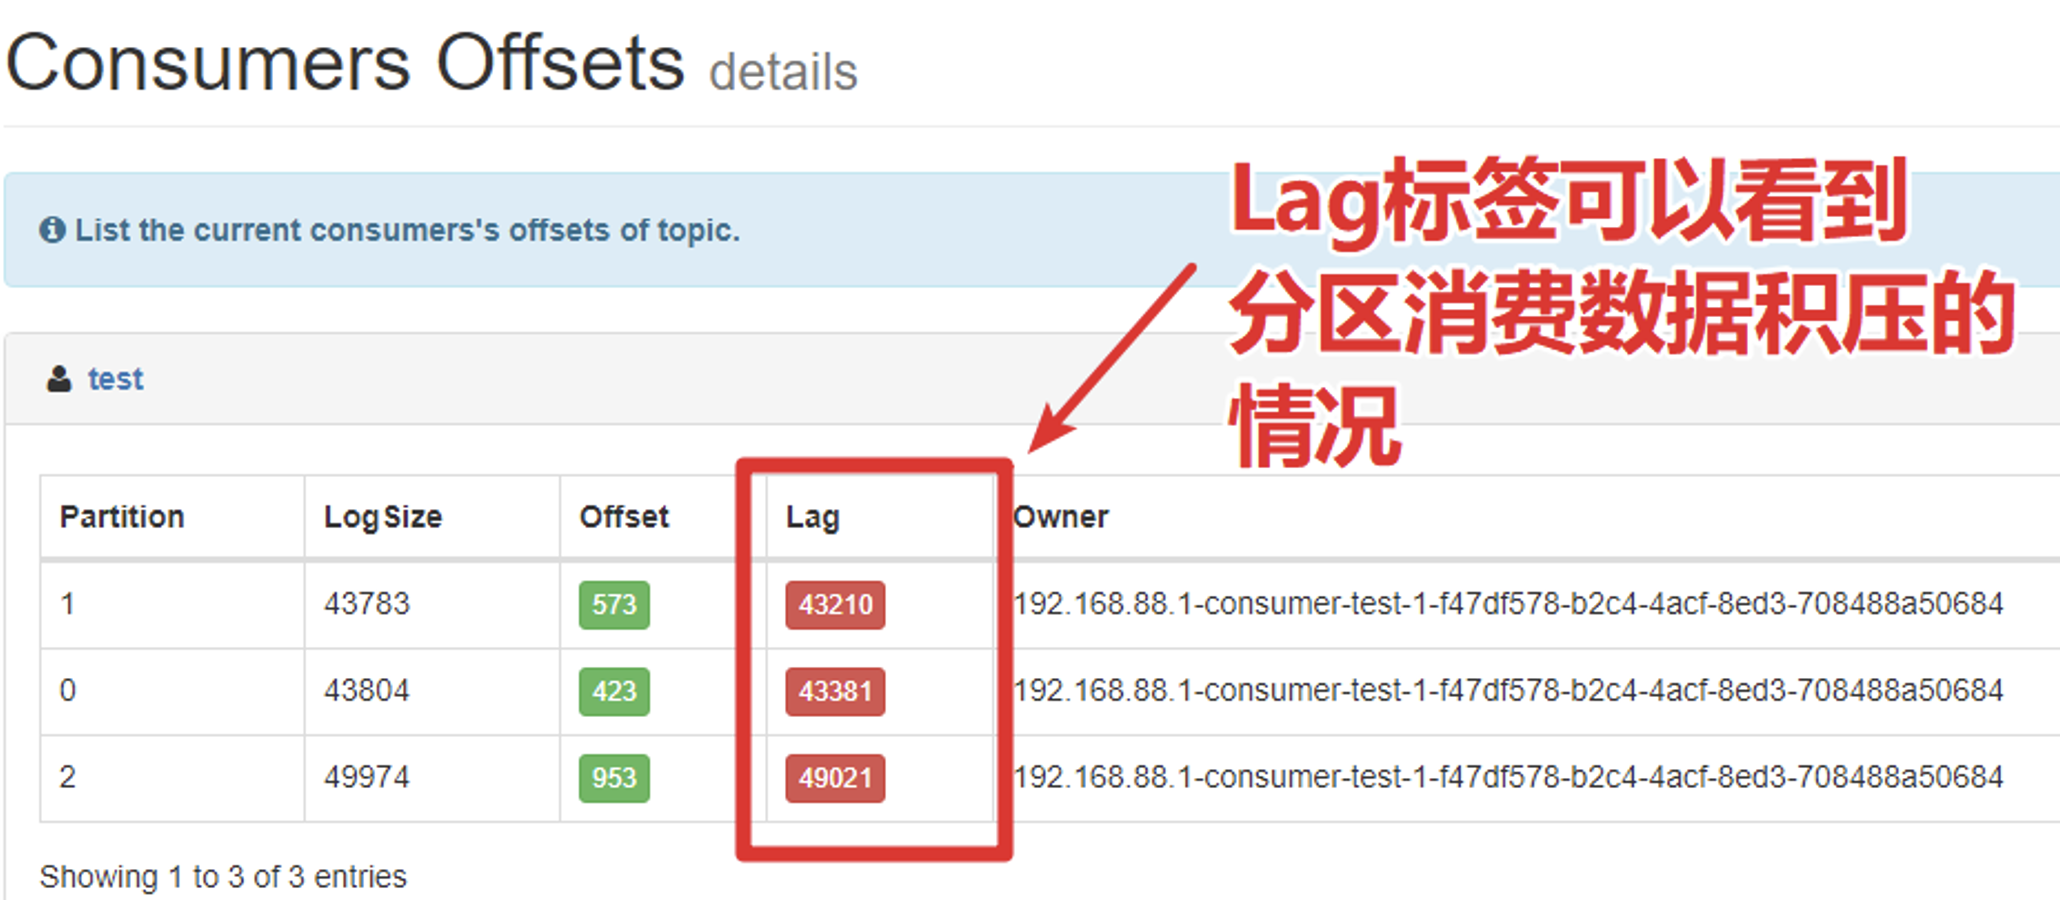 Consumers Offsets details
List the current consumers's offsets of topic.
Lag标签可以看到
分区消费数据积压的
情况
test
Partition LogSize Offset Lag Owner
1 43783 573 43210 192.168.88.1-consumer-test-1-f47df578-b2c4-4acf-8ed3-708488a50684
0 43804 423 43381 192.168.88.1-consumer-test-1-f47df578-b2c4-4acf-8ed3-708488a50684
2 49974 953 49021 192.168.88.1-consumer-test-1-f47df578-b2c4-4acf-8ed3-708488a50684
Showing 1 to 3 of 3 entries